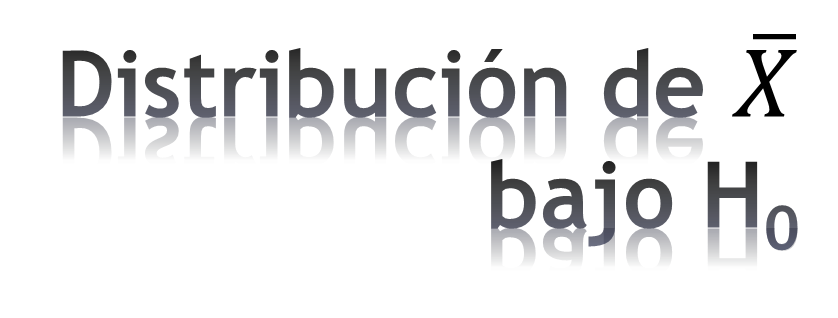 Distribución de X̅
bajo H₀